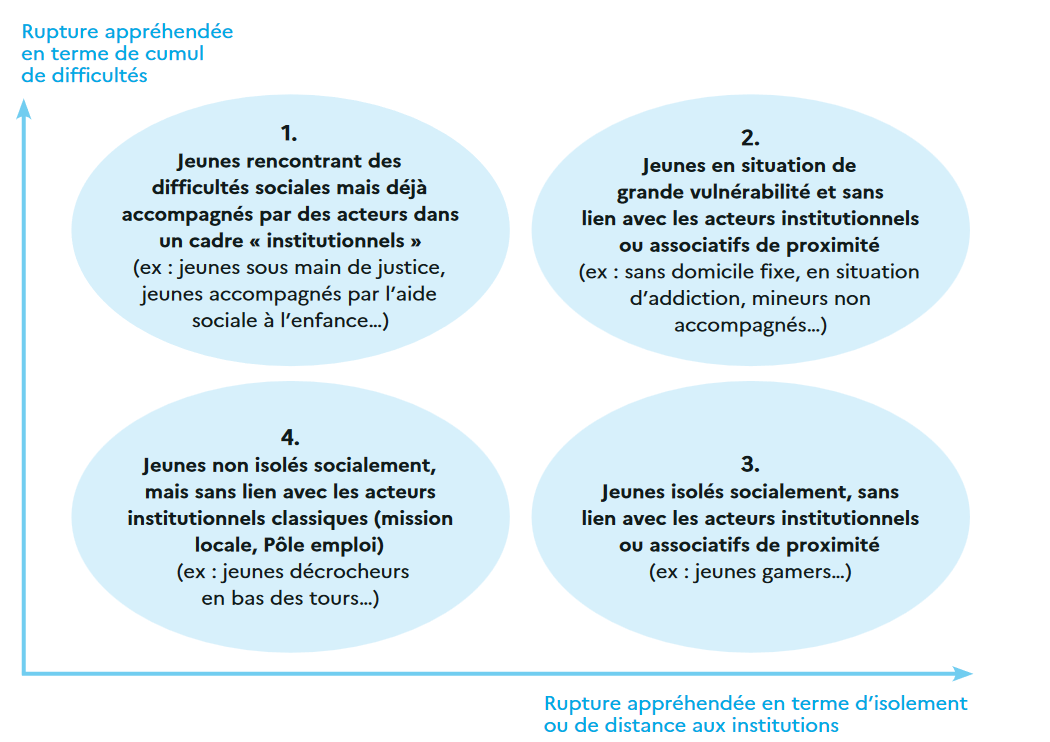 Rupture appréhendée
en terme de cumul
de difficultés
1.
Jeunes rencontrant des
difficultés sociales mais déjà
accompagnés par des acteurs dans
un cadre « institutionnels »
(ex : jeunes sous main de justice,
jeunes accompagnés par l’aide
sociale à l’enfance…)
2.
Jeunes en situation de
grande vulnérabilité et sans
lien avec les acteurs institutionnels
ou associatifs de proximité
(ex : sans domicile fixe, en situation
d’addiction, mineurs non
accompagnés…)
4.
Jeunes non isolés socialement,
mais sans lien avec les acteurs
institutionnels classiques (mission
locale, Pôle emploi)
(ex : jeunes décrocheurs
en bas des tours…)
3.
Jeunes isolés socialement, sans
lien avec les acteurs institutionnels
ou associatifs de proximité
(ex : jeunes gamers…)
Rupture appréhendée en terme d’isolement
ou de distance aux institutions